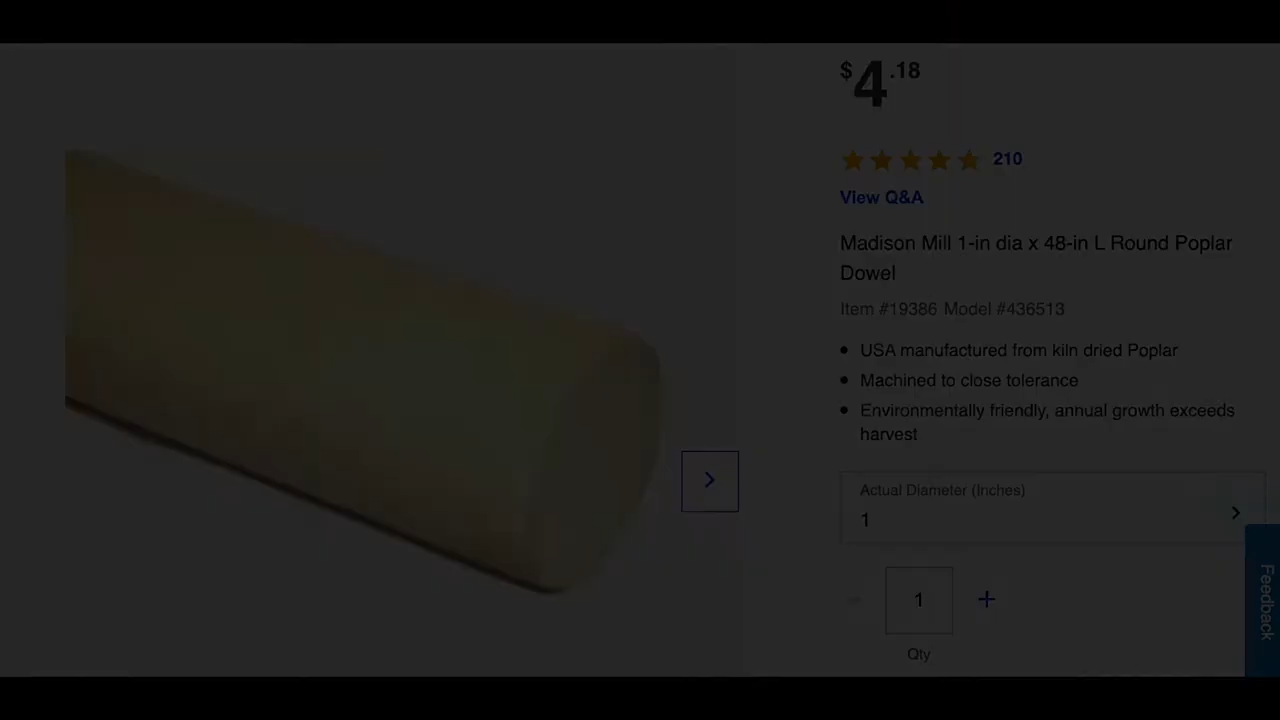 $4.18
210
View Q&A
Madison Mill 1-in dia x 48-in L Round Poplar
Dowel
Item #19386 Model #436513
USA manufactured from kiln dried Poplar
Machined to close tolerance
Environmentally friendly, annual growth exceeds
harvest
Actual Diameter (Inches)
1
- 1 +
Qty
Feedback